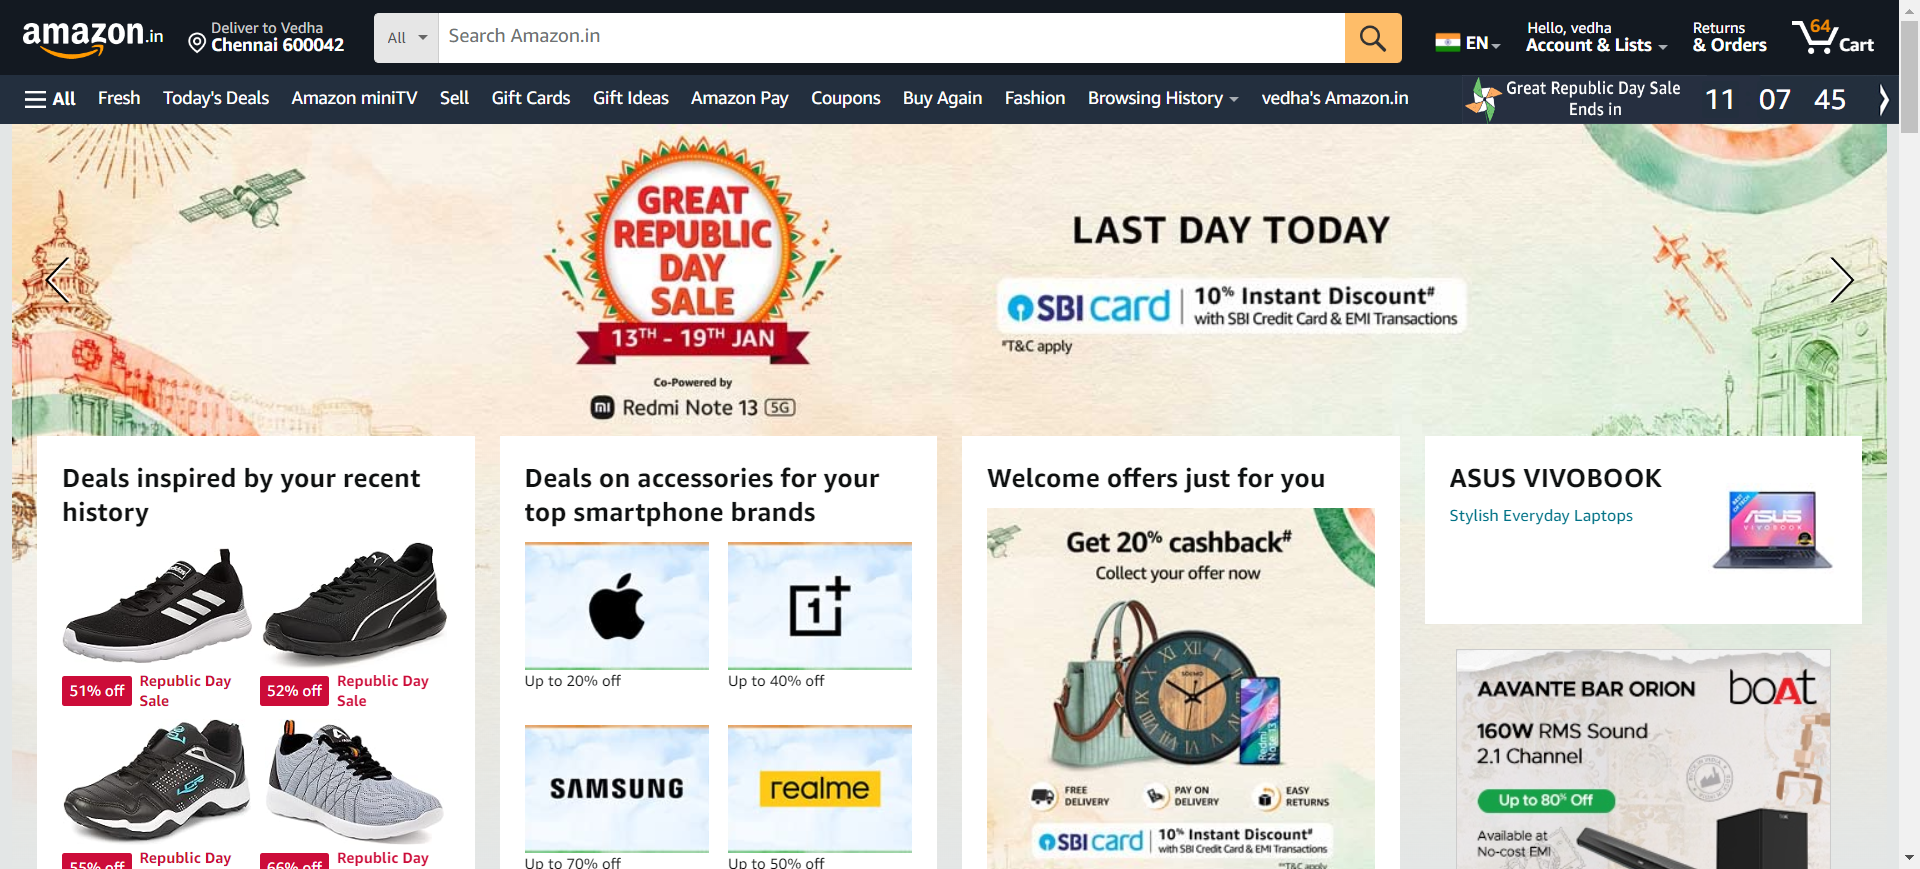 amazon.in
Deliver to Vedha
Chennai 600042
All
Search Amazon.in
EN
Hello, vedha
Account & Lists
Returns
& Orders
64
Cart
All
Fresh
Today's Deals
Amazon miniTV
Sell
Gift Cards
Gift Ideas
Amazon Pay
Coupons
Buy Again
Fashion
Browsing History
vedha's Amazon.in
Great Republic Day Sale
Ends in
11 07 45
GREAT
REPUBLIC
DAY
SALE
13TH - 19TH JAN
Co-Powered by
mi Redmi Note 13 5G
LAST DAY TODAY
SBI card
10% Instant Discount#
with SBI Credit Card & EMI Transactions
#T&C apply
Deals inspired by your recent
history
51% off
Republic Day
Sale
52% off
Republic Day
Sale
55% off
Republic Day
66% off
Republic Day
Deals on accessories for your
top smartphone brands
Up to 20% off
1+
Up to 40% off
SAMSUNG
Up to 70% off
realme
Up to 50% off
Welcome offers just for you
Get 20% cashback#
Collect your offer now
XII
Redmi
Note 13
FREE
DELIVERY
PAY ON
DELIVERY
EASY
RETURNS
SBI card
10% Instant Discount#
with SBI Credit Card & EMI Transactions
#T&C apply
ASUS VIVOBOOK
Stylish Everyday Laptops
ASUS
VIVOBOOK
AAVANTE BAR ORION
boAt
160W RMS Sound
2.1 Channel
Up to 80% Off
Available at
No-cost EMI